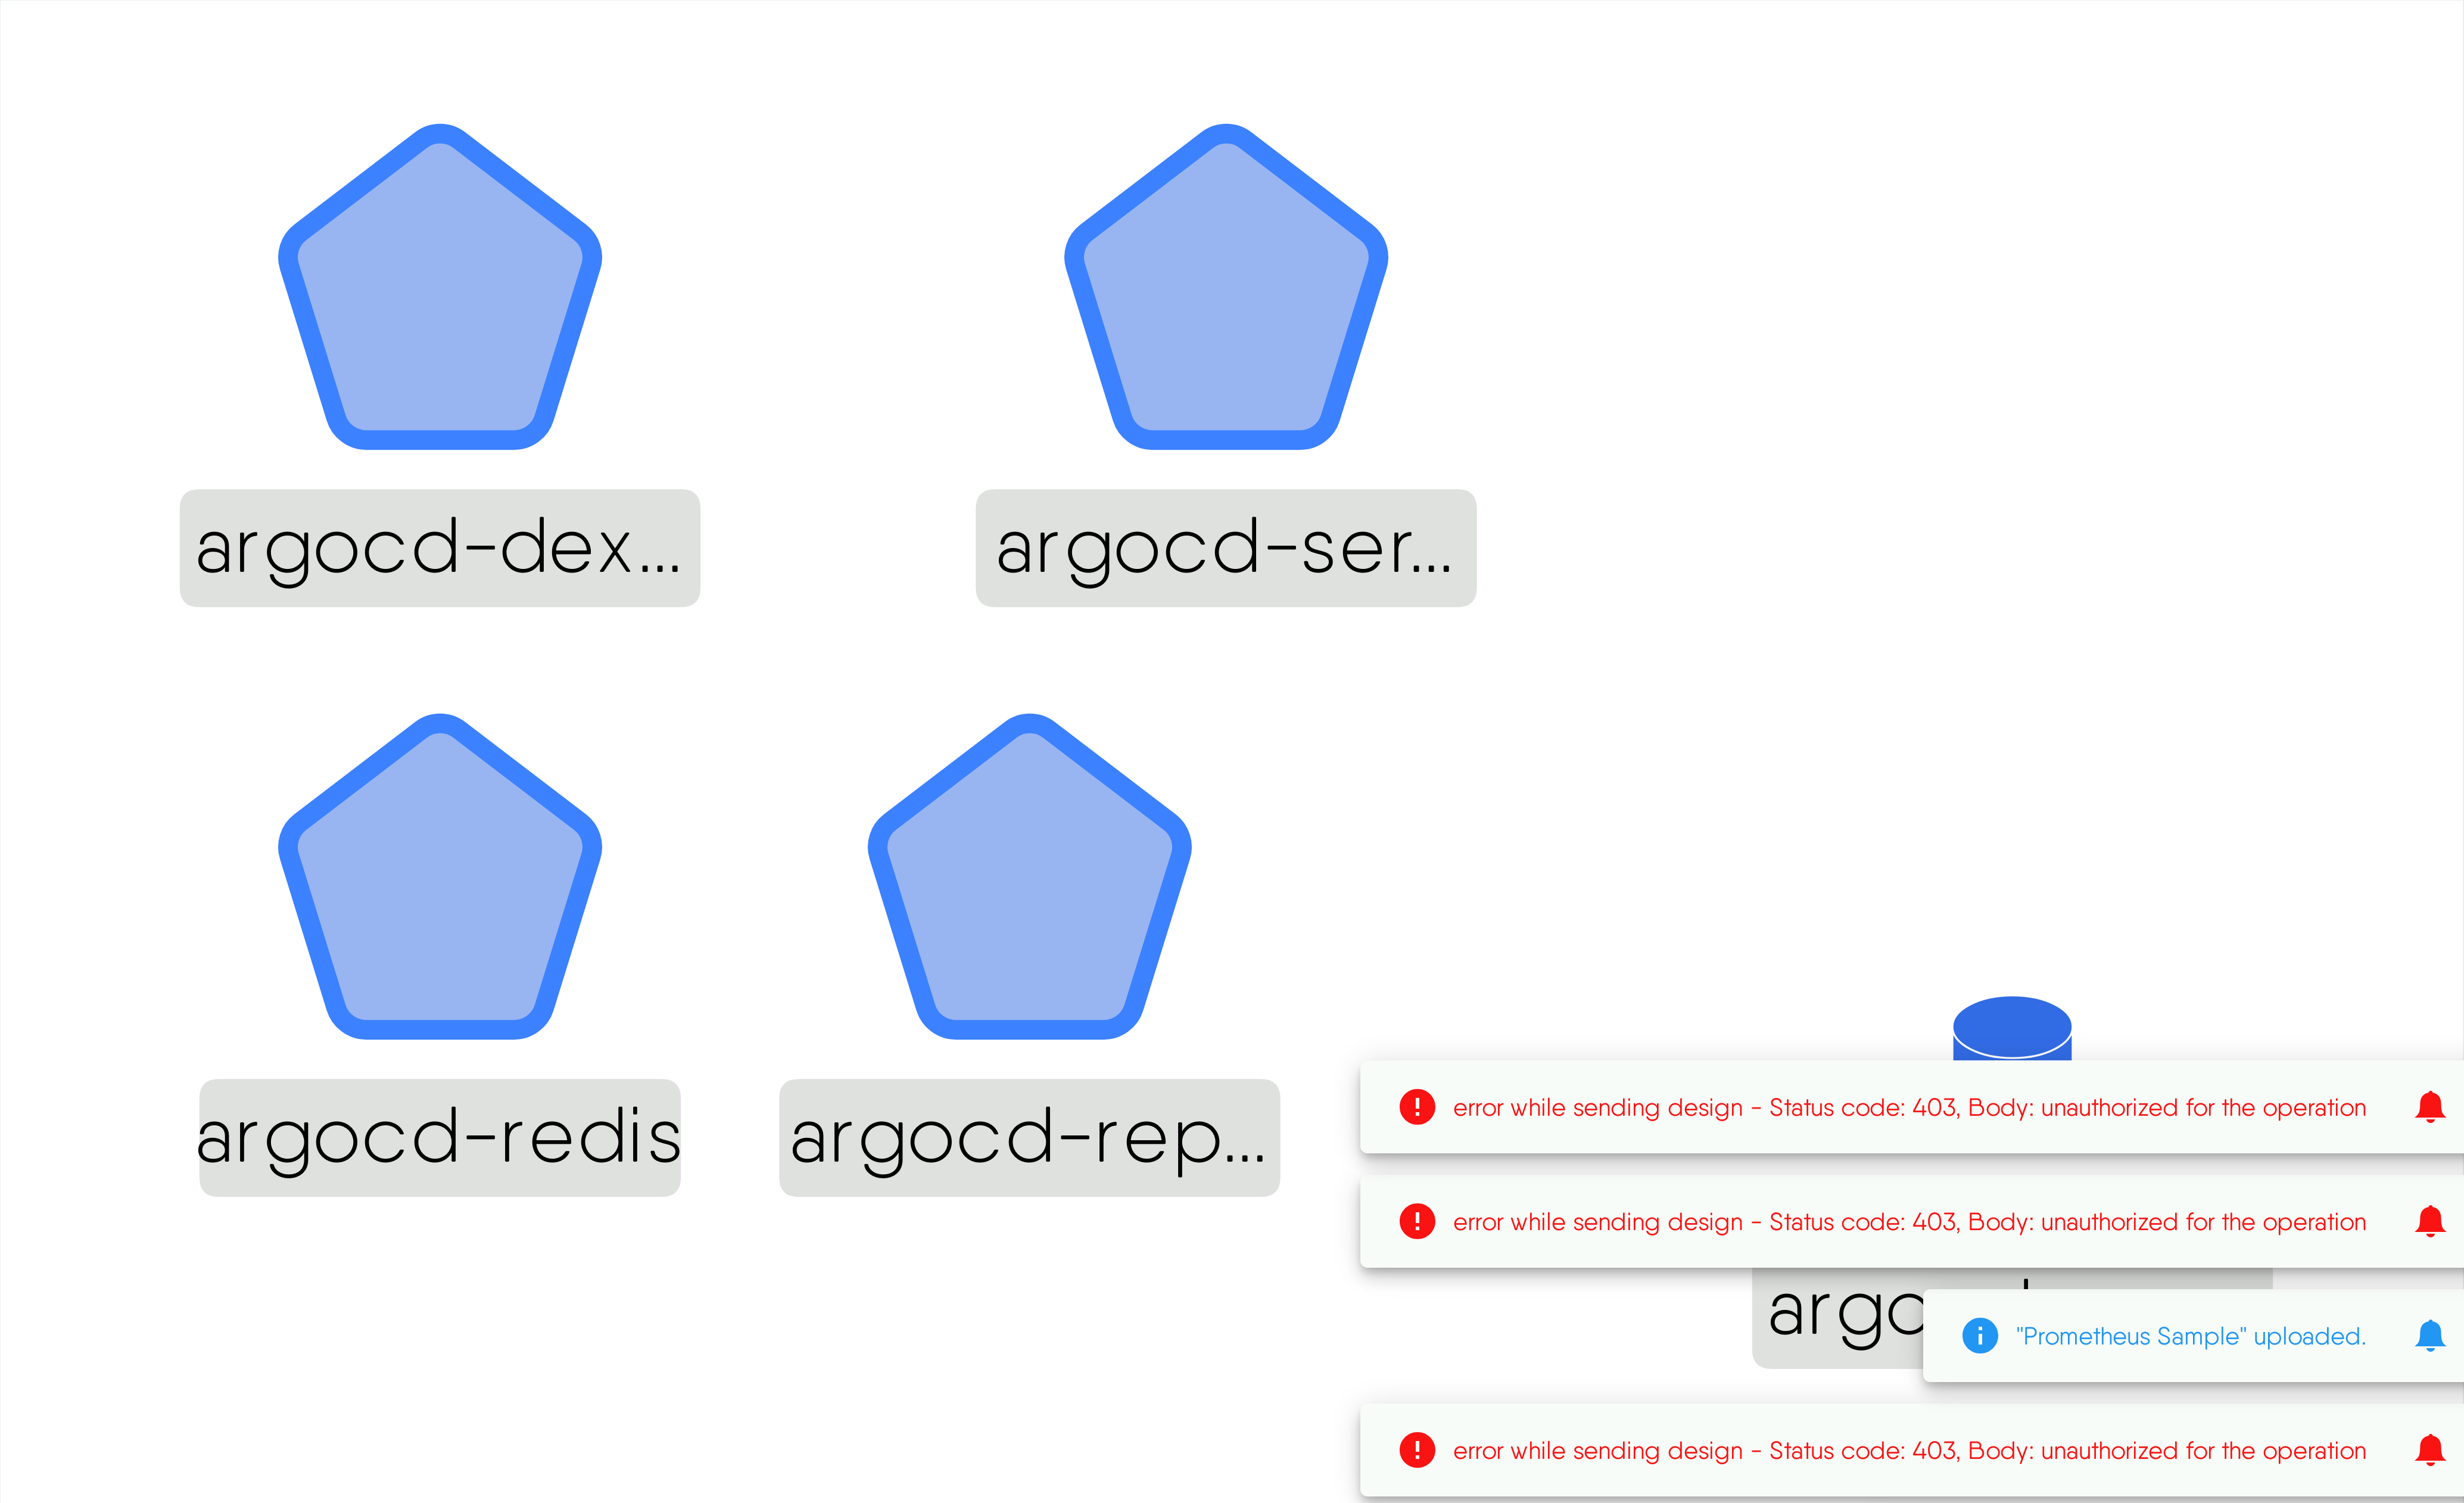 argocd-dex...
argocd-ser...
argocd-redis
argocd-rep...
error while sending design - Status code: 403, Body: unauthorized for the operation
error while sending design - Status code: 403, Body: unauthorized for the operation
"Prometheus Sample" uploaded.
error while sending design - Status code: 403, Body: unauthorized for the operation